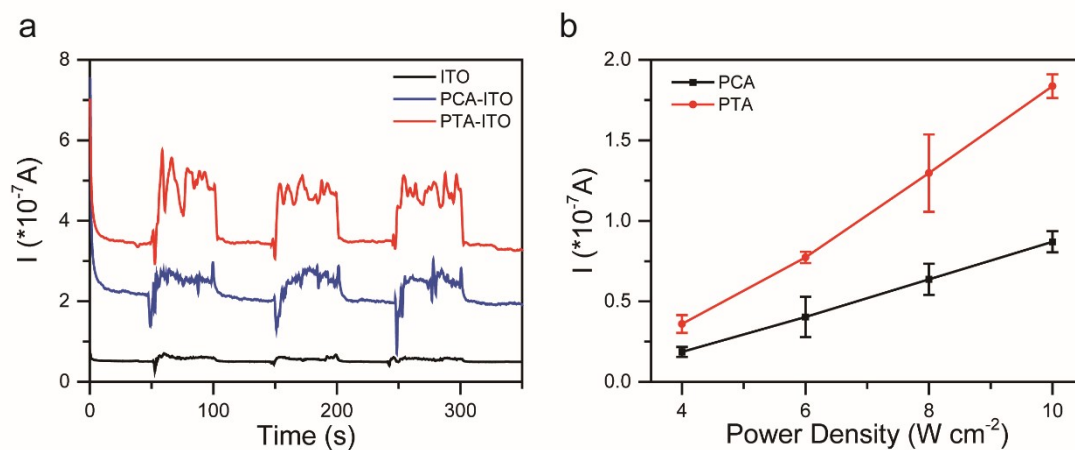 a
8
6
4
2
0
I (*10⁻⁷A)
ITO
PCA-ITO
PTA-ITO
0
100
200
300
Time (s)
b
2.0
1.5
1.0
0.5
0.0
I (*10⁻⁷A)
PCA
PTA
4
6
8
10
Power Density (W cm⁻²)